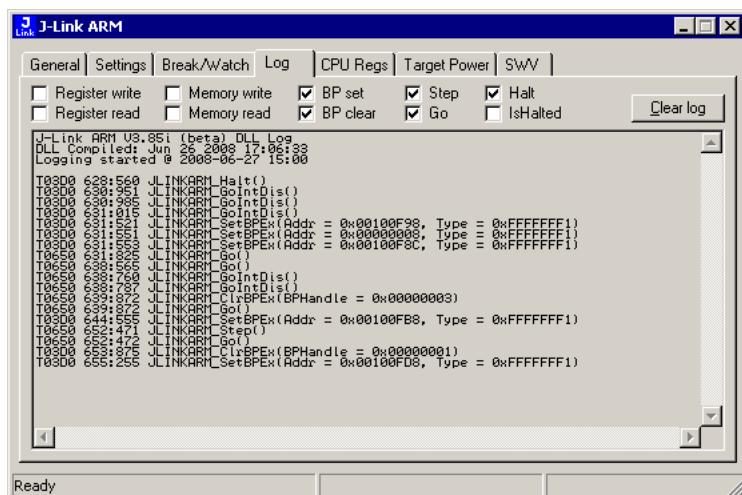 J-Link ARM
General Settings Break/Watch Log CPU Regs Target Power SWV
Register write Memory write BP set Step Halt
Register read Memory read BP clear Go IsHalted
Clear log
J-Link ARM V3.85i (beta) DLL Log
DLL Compiled: Jun 26 2008 17:06:33
Logging started @ 2008-06-27 15:00
T03D0 628:560 JLINKARM_Halt()
T03D0 630:951 JLINKARM_GoIntDis()
T03D0 630:985 JLINKARM_GoIntDis()
T03D0 631:015 JLINKARM_GoIntDis()
T03D0 631:521 JLINKARM_SetBPEx(Addr = 0x00100F98, Type = 0xFFFFFFF1)
T03D0 631:551 JLINKARM_SetBPEx(Addr = 0x00000008, Type = 0xFFFFFFF1)
T03D0 631:553 JLINKARM_SetBPEx(Addr = 0x00100F8C, Type = 0xFFFFFFF1)
T0650 631:825 JLINKARM_Go()
T0650 638:565 JLINKARM_Go()
T0650 638:760 JLINKARM_GoIntDis()
T0650 638:787 JLINKARM_GoIntDis()
T0650 639:872 JLINKARM_ClrBPEx(BPHandle = 0x00000003)
T0650 639:872 JLINKARM_Go()
T03D0 644:555 JLINKARM_SetBPEx(Addr = 0x00100FB8, Type = 0xFFFFFFF1)
T0650 652:471 JLINKARM_Step()
T0650 652:472 JLINKARM_Go()
T03D0 653:875 JLINKARM_ClrBPEx(BPHandle = 0x00000001)
T03D0 655:255 JLINKARM_SetBPEx(Addr = 0x00100FD8, Type = 0xFFFFFFF1)
Ready